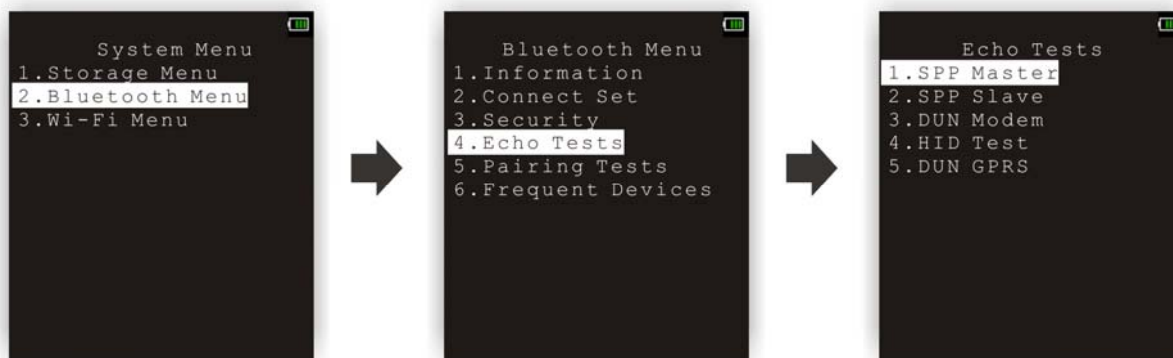 System Menu
1.Storage Menu
2.Bluetooth Menu
3.Wi-Fi Menu
Bluetooth Menu
1.Information
2.Connect Set
3.Security
4.Echo Tests
5.Pairing Tests
6.Frequent Devices
Echo Tests
1.SPP Master
2.SPP Slave
3.DUN Modem
4.HID Test
5.DUN GPRS